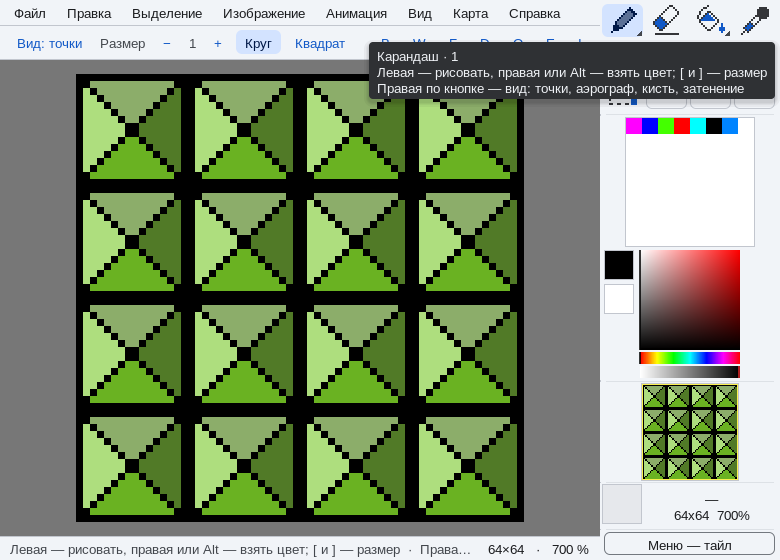 Файл Правка Выделение Изображение Анимация Вид Карта Справка
Вид: точки Размер − 1 + Круг Квадрат
Карандаш · 1
Левая — рисовать, правая или Alt — взять цвет; [ и ] — размер
Правая по кнопке — вид: точки, аэрограф, кисть, затенение
—
64x64 700%
Меню — тайл
Левая — рисовать, правая или Alt — взять цвет; [ и ] — размер · Права… 64×64 · 700 %